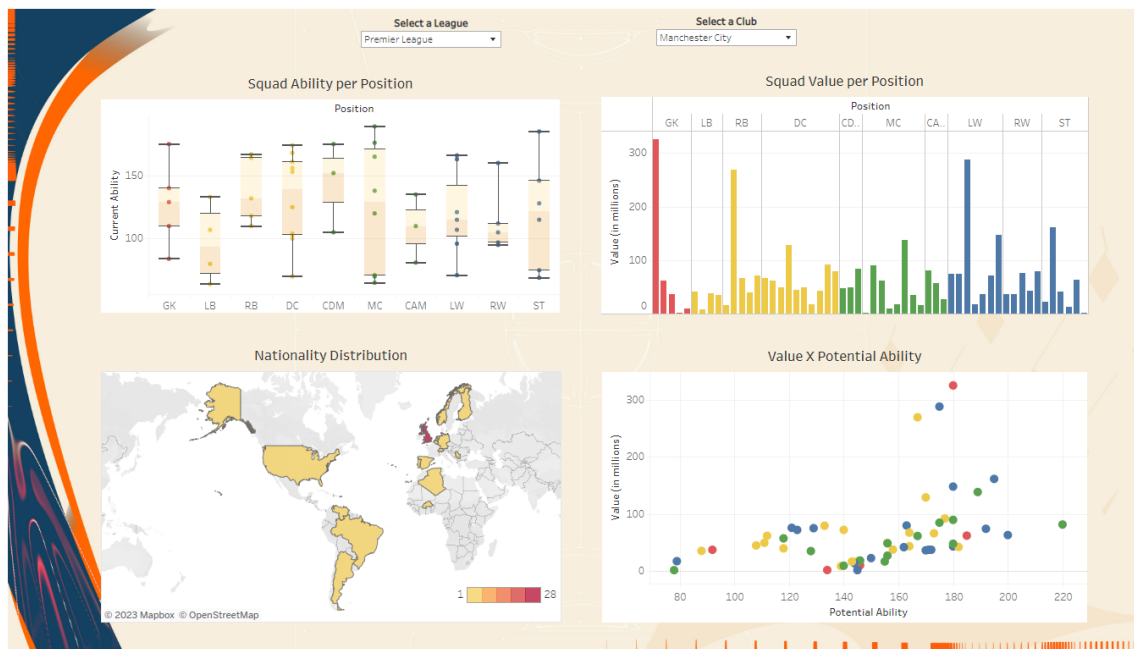 Select a League
Premier League
Select a Club
Manchester City
Squad Ability per Position
Position
Current Ability
150
100
GK LB RB DC CDM MC CAM LW RW ST
Squad Value per Position
Position
GK LB RB DC CD.. MC CA.. LW RW ST
Value (in millions)
300
200
100
0
Nationality Distribution
1 28
© 2023 Mapbox © OpenStreetMap
Value X Potential Ability
Value (in millions)
300
200
100
0
80 100 120 140 160 180 200 220
Potential Ability